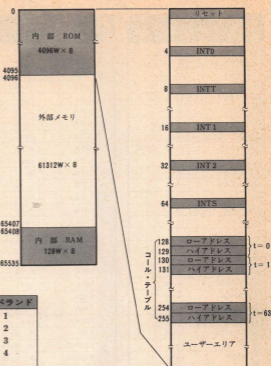 0
内 部 ROM
4096W×8
4095
4096
外部メモリ
61312W×8
65407
65408
内 部 RAM
128W×8
65535
ペランド
1
2
3
4
リセット
4
INT0
8
INTT
16
INT 1
32
INT 2
64
INTS
コール・テーブル
128
ローアドレス
129
ハイアドレス
t=0
130
ローアドレス
131
ハイアドレス
t=1
254
ローアドレス
255
ハイアドレス
t=63
ユーザーエリア